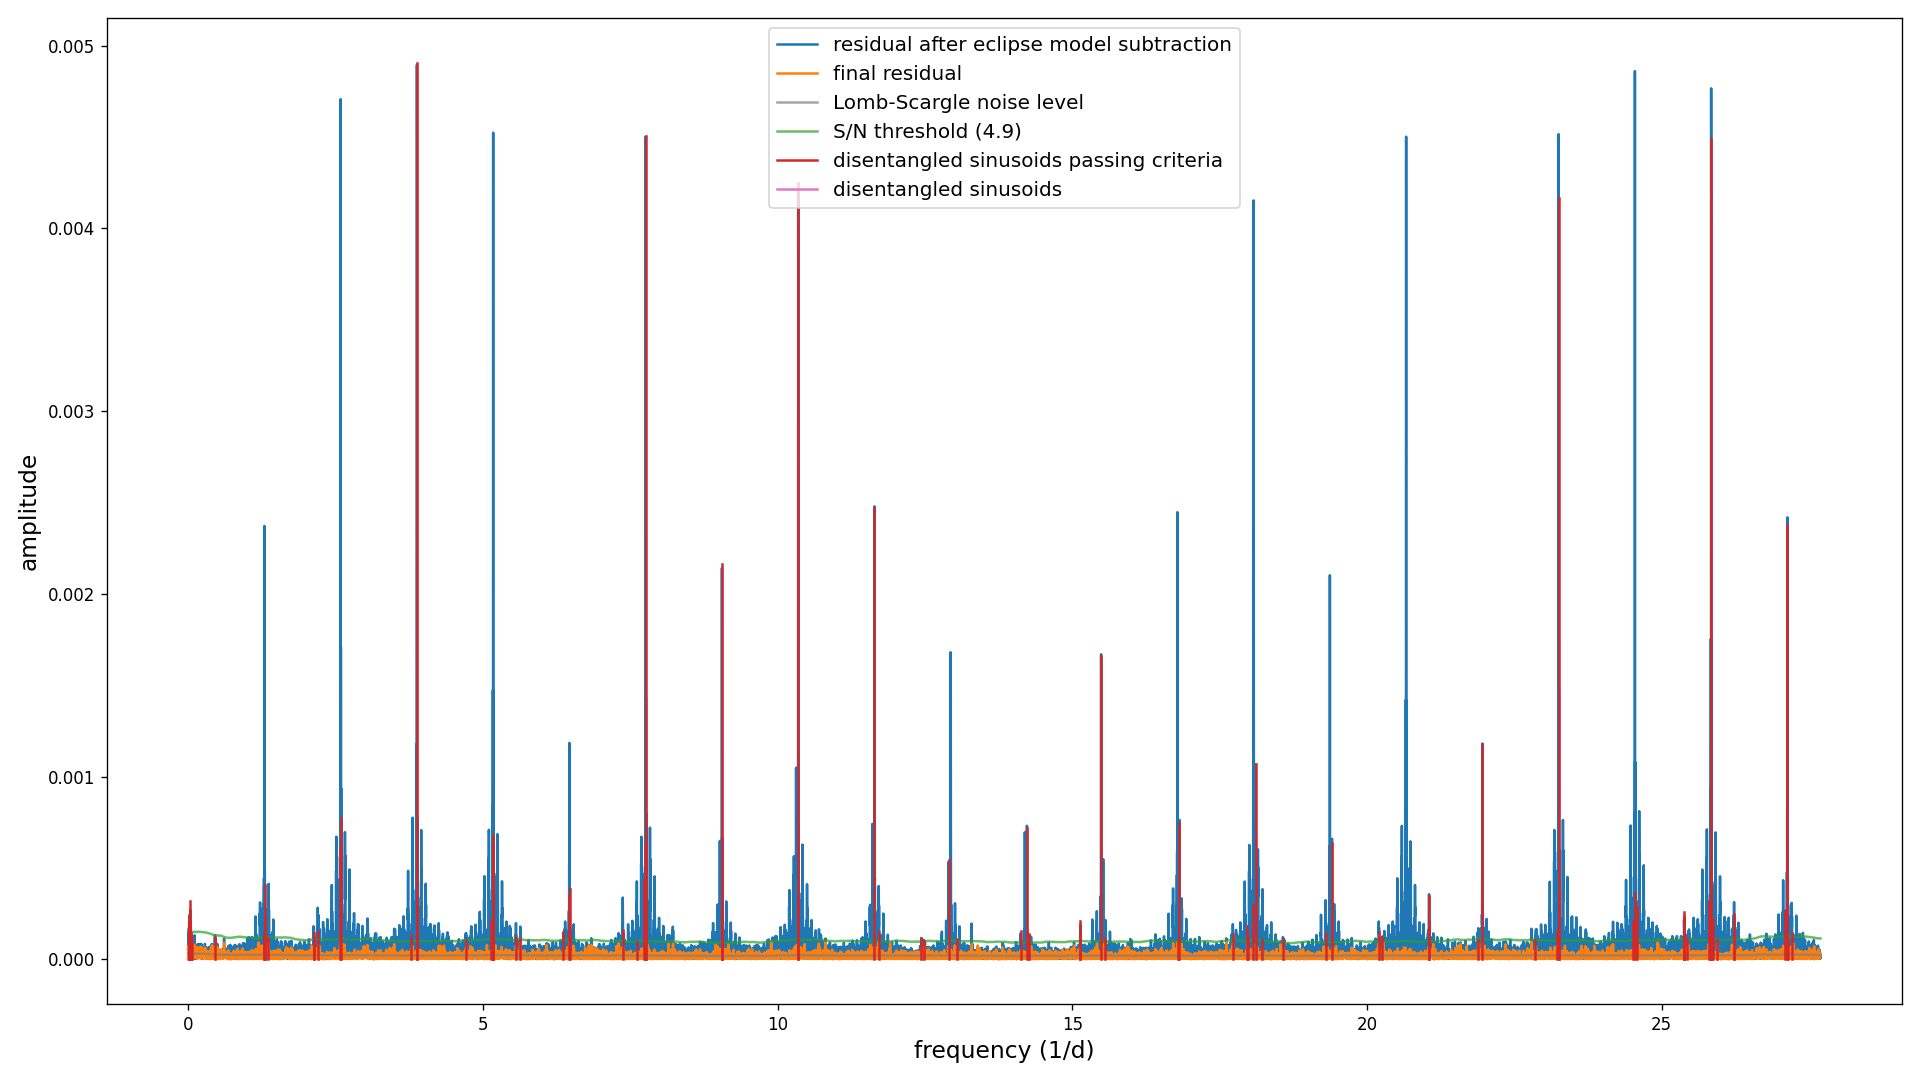 0.005
0.004
0.003
0.002
0.001
0.000
amplitude
residual after eclipse model subtraction
final residual
Lomb-Scargle noise level
S/N threshold (4.9)
disentangled sinusoids passing criteria
disentangled sinusoids
0 5 10 15 20 25
frequency (1/d)